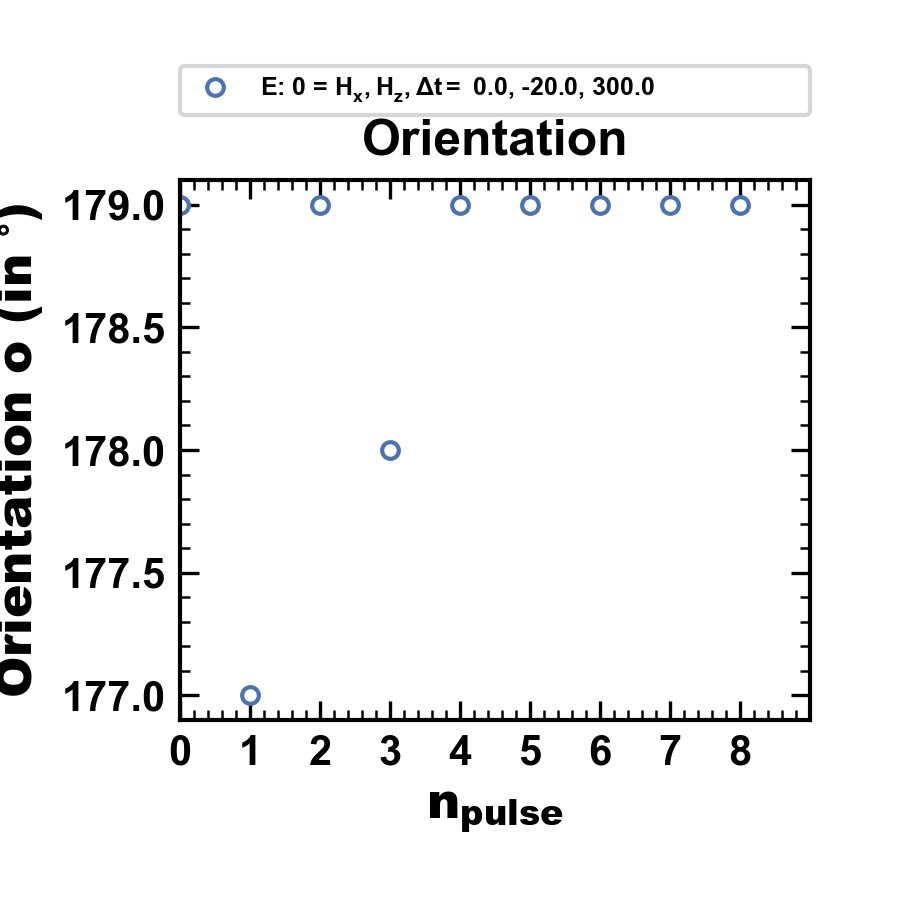 E: 0 = Hx, Hz, Δt = 0.0, -20.0, 300.0
Orientation
Orientation o (in °)
179.0
178.5
178.0
177.5
177.0
0 1 2 3 4 5 6 7 8
npulse